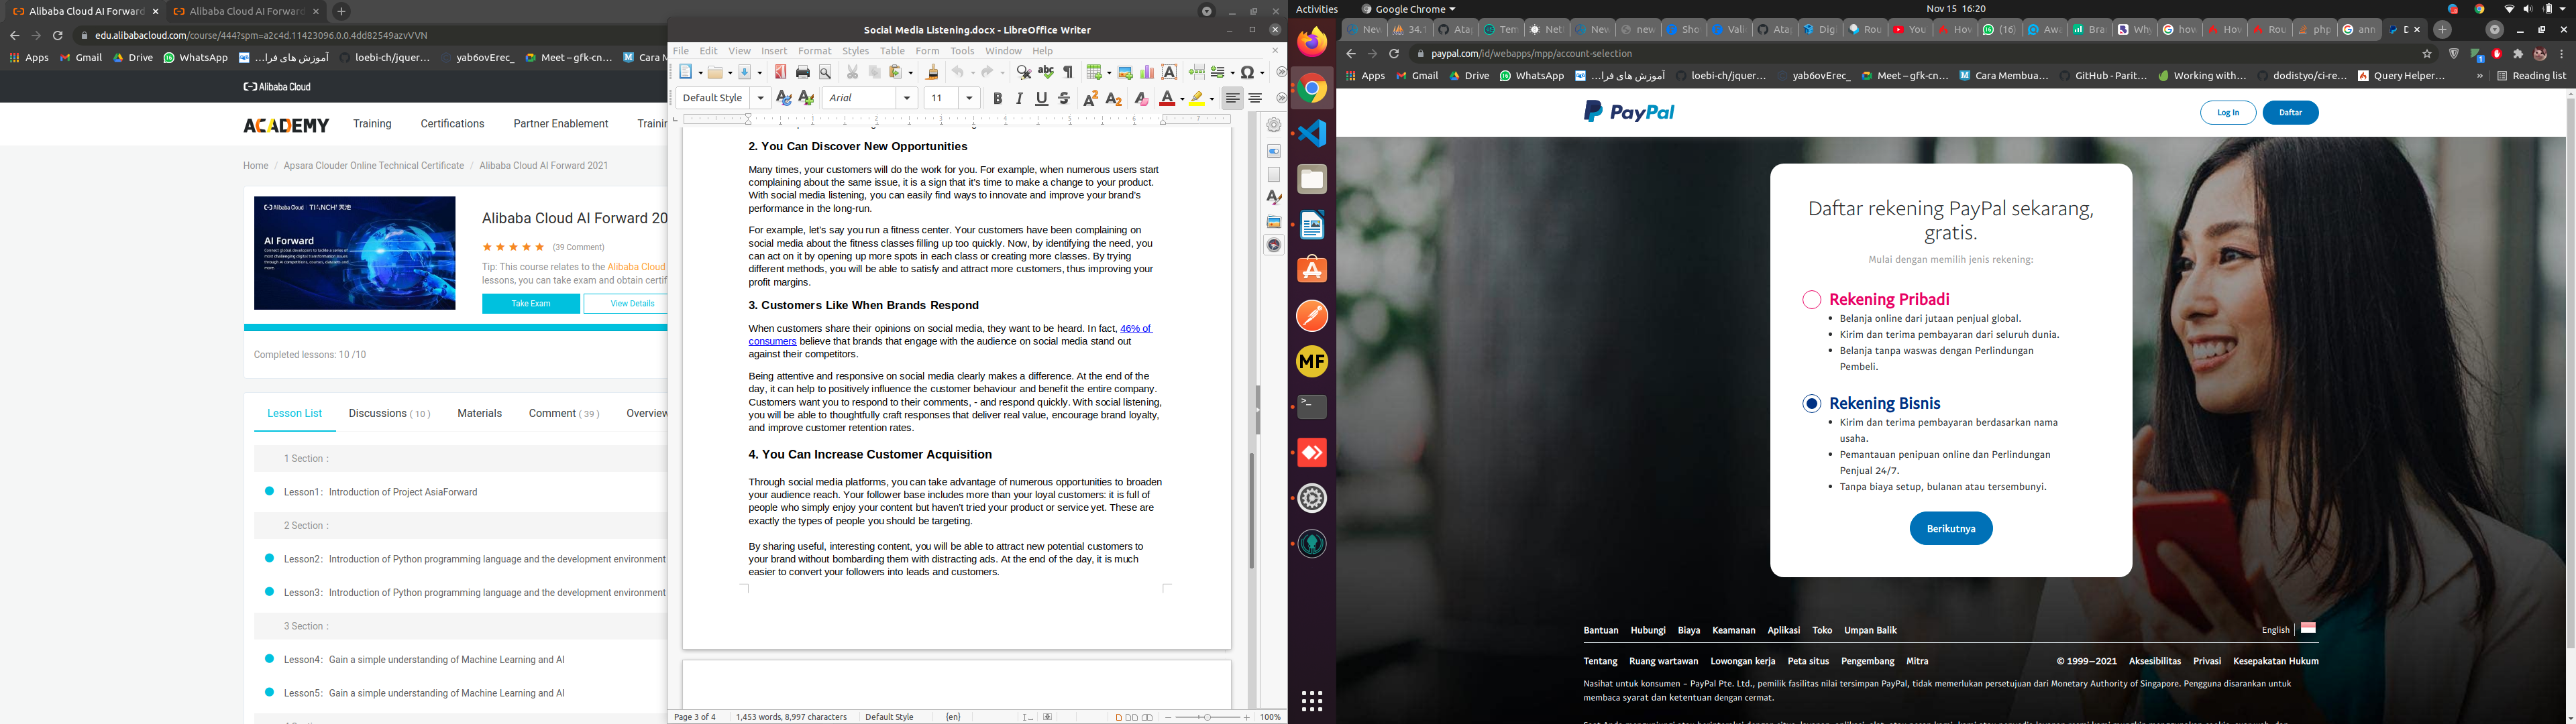 Alibaba Cloud AI Forward
Alibaba Cloud AI Forward
edu.alibabacloud.com/course/444?spm=a2c4d.11423096.0.0.4dd82549azvVVN
Apps
Gmail
Drive
WhatsApp
آموزش های فرا...
loebi-ch/jquer...
yab6ovErec_
Meet – gfk-cn...
Cara M
Alibaba Cloud
ACADEMY
Training
Certifications
Partner Enablement
Trainin
Home / Apsara Clouder Online Technical Certificate / Alibaba Cloud AI Forward 2021
Alibaba Cloud | TIANCHI 天池
AI Forward
Alibaba Cloud AI Forward 20
(39 Comment)
Tip: This course relates to the Alibaba Cloud
lessons, you can take exam and obtain certif
Take Exam
View Details
Completed lessons: 10 /10
Lesson List
Discussions ( 10 )
Materials
Comment ( 39 )
Overview
1 Section :
Lesson1: Introduction of Project AsiaForward
2 Section :
Lesson2: Introduction of Python programming language and the development environment
Lesson3: Introduction of Python programming language and the development environment
3 Section :
Lesson4: Gain a simple understanding of Machine Learning and AI
Lesson5: Gain a simple understanding of Machine Learning and AI
Social Media Listening.docx - LibreOffice Writer
File Edit View Insert Format Styles Table Form Tools Window Help
Default Style
Arial
11
2. You Can Discover New Opportunities
Many times, your customers will do the work for you. For example, when numerous users start
complaining about the same issue, it is a sign that it's time to make a change to your product.
With social media listening, you can easily find ways to innovate and improve your brand's
performance in the long-run.
For example, let's say you run a fitness center. Your customers have been complaining on
social media about the fitness classes filling up too quickly. Now, by identifying the need, you
can act on it by opening up more spots in each class or creating more classes. By trying
different methods, you will be able to satisfy and attract more customers, thus improving your
profit margins.
3. Customers Like When Brands Respond
When customers share their opinions on social media, they want to be heard. In fact, 46% of
consumers believe that brands that engage with the audience on social media stand out
against their competitors.
Being attentive and responsive on social media clearly makes a difference. At the end of the
day, it can help to positively influence the customer behaviour and benefit the entire company.
Customers want you to respond to their comments, - and respond quickly. With social listening,
you will be able to thoughtfully craft responses that deliver real value, encourage brand loyalty,
and improve customer retention rates.
4. You Can Increase Customer Acquisition
Through social media platforms, you can take advantage of numerous opportunities to broaden
your audience reach. Your follower base includes more than your loyal customers: it is full of
people who simply enjoy your content but haven't tried your product or service yet. These are
exactly the types of people you should be targeting.
By sharing useful, interesting content, you will be able to attract new potential customers to
your brand without bombarding them with distracting ads. At the end of the day, it is much
easier to convert your followers into leads and customers.
Page 3 of 4
1,453 words, 8,997 characters
Default Style
{en}
100%
Activities
Google Chrome
Nov 15 16:20
MF
paypal.com/id/webapps/mpp/account-selection
Apps
Gmail
Drive
WhatsApp
آموزش های فرا...
loebi-ch/jquer...
yab6ovErec_
Meet – gfk-cn...
Cara Membua...
GitHub - Parit...
Working with...
dodistyo/ci-re...
Query Helper...
Reading list
PayPal
Log In
Daftar
Daftar rekening PayPal sekarang,
gratis.
Mulai dengan memilih jenis rekening:
Rekening Pribadi
Belanja online dari jutaan penjual global.
Kirim dan terima pembayaran dari seluruh dunia.
Belanja tanpa waswas dengan Perlindungan
Pembeli.
Rekening Bisnis
Kirim dan terima pembayaran berdasarkan nama
usaha.
Pemantauan penipuan online dan Perlindungan
Penjual 24/7.
Tanpa biaya setup, bulanan atau tersembunyi.
Berikutnya
Bantuan Hubungi Biaya Keamanan Aplikasi Toko Umpan Balik
English
Tentang Ruang wartawan Lowongan kerja Peta situs Pengembang Mitra
© 1999–2021 Aksesibilitas Privasi Kesepakatan Hukum
Nasihat untuk konsumen - PayPal Pte. Ltd., pemilik fasilitas nilai tersimpan PayPal, tidak memerlukan persetujuan dari Monetary Authority of Singapore. Pengguna disarankan untuk
membaca syarat dan ketentuan dengan cermat.